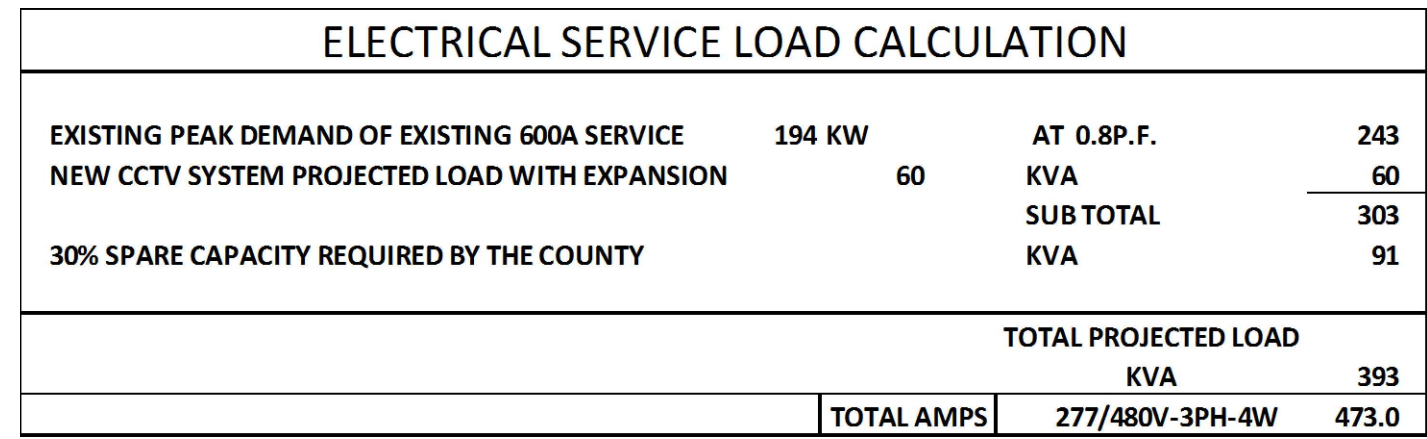 ELECTRICAL SERVICE LOAD CALCULATION
EXISTING PEAK DEMAND OF EXISTING 600A SERVICE 194 KW AT 0.8P.F. 243
NEW CCTV SYSTEM PROJECTED LOAD WITH EXPANSION 60 KVA 60
SUB TOTAL 303
30% SPARE CAPACITY REQUIRED BY THE COUNTY KVA 91
TOTAL PROJECTED LOAD
KVA 393
TOTAL AMPS 277/480V-3PH-4W 473.0